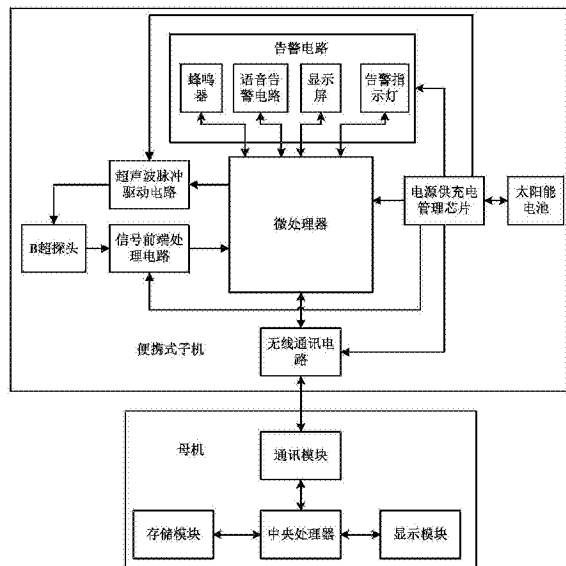 告警电路
蜂鸣
器
语音告
警电路
显示
屏
告警指
示灯
超声波脉冲
驱动电路
微处理器
电源供充电
管理芯片
太阳能
电池
B超探头
信号前端处
理电路
便携式子机
无线通讯电
路
母机
通讯模块
存储模块
中央处理器
显示模块